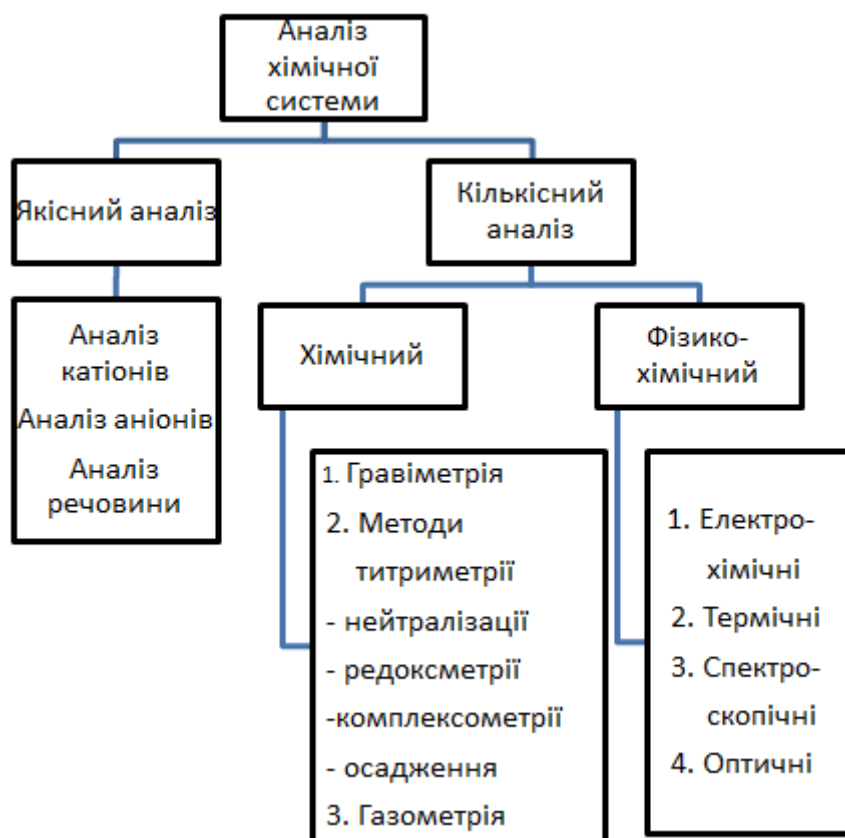 Аналіз
хімічної
системи
Якісний аналіз
Кількісний
аналіз
Аналіз
катіонів
Аналіз аніонів
Аналіз
речовини
Хімічний
Фізико-
хімічний
1. Гравіметрія
2. Методи
титриметрії
- нейтралізації
- редоксметрії
-комплексометрії
- осадження
3. Газометрія
1. Електро-
хімічні
2. Термічні
3. Спектро-
скопічні
4. Оптичні